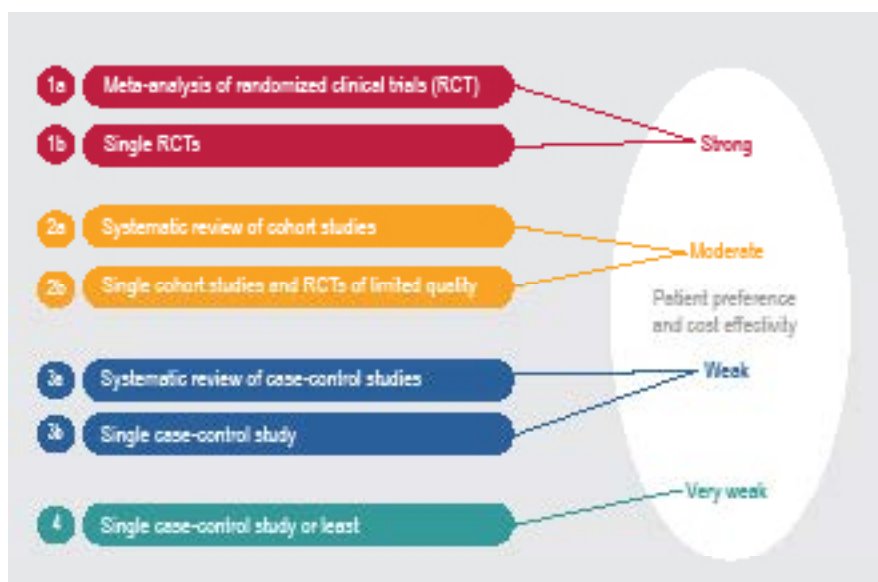 1a Meta-analysis of randomized clinical trials (RCT)
1b Single RCTs
Strong
2a Systematic review of cohort studies
Moderate
2b Single cohort studies and RCTs of limited quality
Patient preference
and cost effectivity
3a Systematic review of case-control studies
Weak
3b Single case-control study
Very weak
4 Single case-control study or least